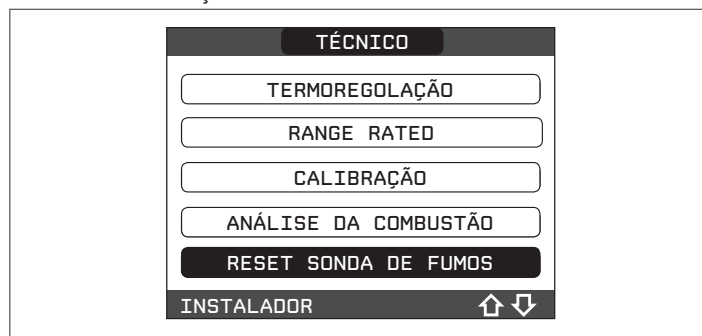 TÉCNICO
TERMOREGOLAÇÃO
RANGE RATED
CALIBRAÇÃO
ANÁLISE DA COMBUSTÃO
RESET SONDA DE FUMOS
INSTALADOR